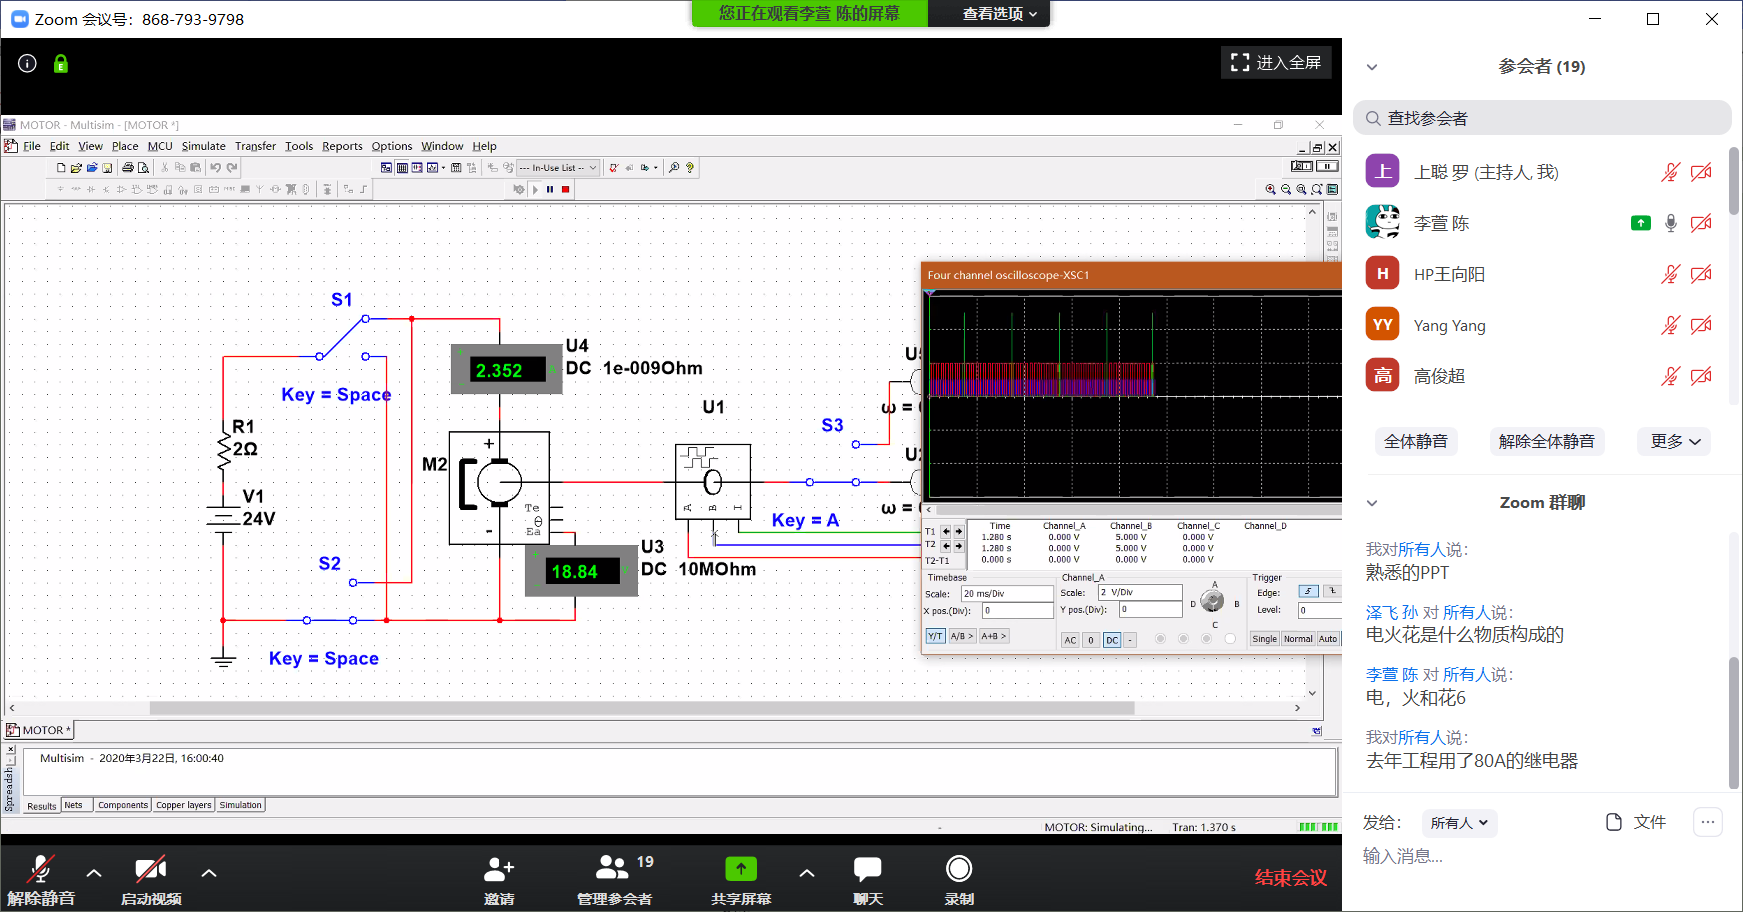 Zoom 会议号: 868-793-9798
您正在观看李萱 陈的屏幕
查看选项
进入全屏
MOTOR - Multisim - [MOTOR *]
File Edit View Place MCU Simulate Transfer Tools Reports Options Window Help
--- In-Use List ---
S1
Key = Space
R1
2Ω
V1
24V
S2
Key = Space
2.352
A
U4
DC 1e-009Ohm
M2
+
-
Te
θ
Ea
18.84
V
U3
DC 10MOhm
U1
A B I
S3
Key = A
ω =
ω =
Four channel oscilloscope-XSC1
Time Channel_A Channel_B Channel_C Channel_D
T1 1.280 s 0.000 V 5.000 V 0.000 V
T2 1.280 s 0.000 V 5.000 V 0.000 V
T2-T1 0.000 s 0.000 V 0.000 V 0.000 V
Timebase
Scale: 20 ms/Div
X pos.(Div): 0
Y/T A/B > A+B >
Channel_A
Scale: 2 V/Div
Y pos.(Div): 0
AC 0 DC -
A
B
C
D
Trigger
Edge:
Level: 0
Single Normal Auto
MOTOR *
Spreadsh
Multisim - 2020年3月22日, 16:00:40
Results Nets Components Copper layers Simulation
MOTOR: Simulating... Tran: 1.370 s
解除静音
启动视频
邀请
管理参会者
19
共享屏幕
聊天
录制
结束会议
参会者 (19)
查找参会者
上 上聪 罗 (主持人, 我)
李萱 陈
H HP王向阳
YY Yang Yang
高 高俊超
全体静音 解除全体静音 更多
Zoom 群聊
我对所有人说:
熟悉的PPT
泽飞 孙 对 所有人说:
电火花是什么物质构成的
李萱 陈 对 所有人说:
电，火和花6
我对所有人说:
去年工程用了80A的继电器
发给: 所有人 文件 ...
输入消息...